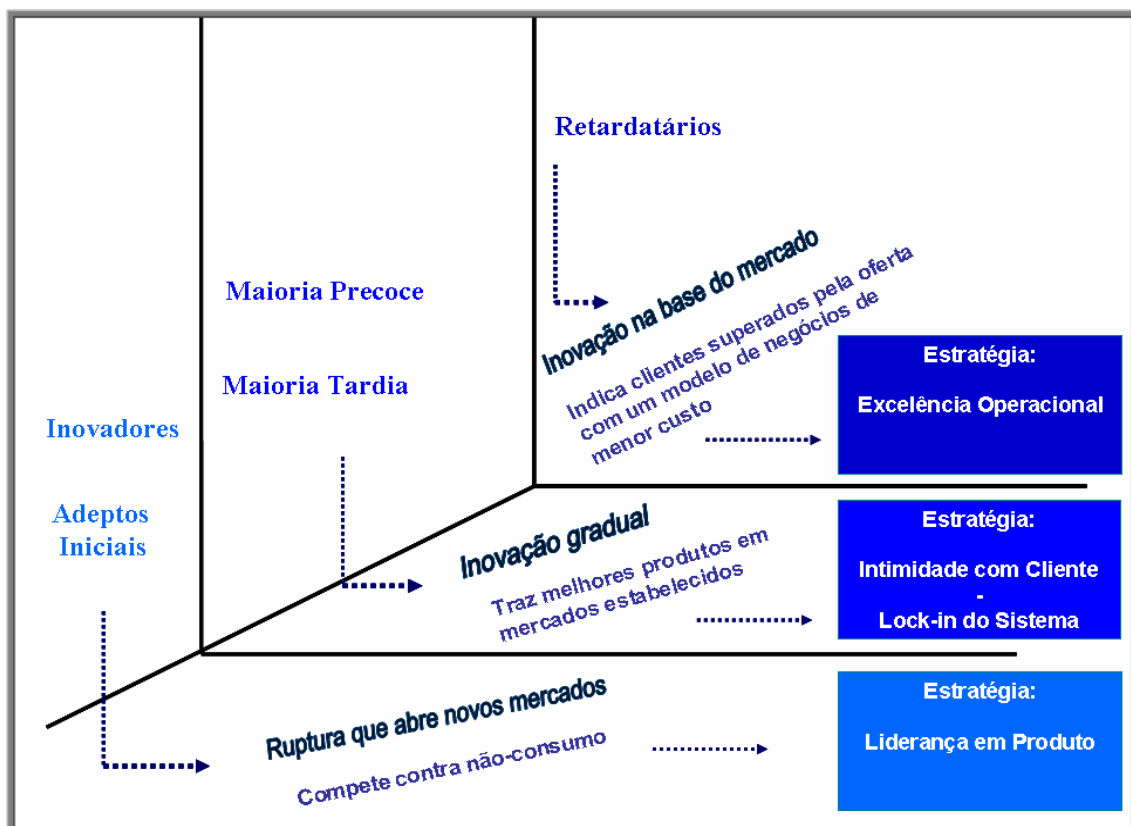 Retardatários
Maioria Precoce
Maioria Tardia
Inovadores
Adeptos
Iniciais
Inovação na base do mercado
Indica clientes superados pela oferta
com um modelo de negócios de
menor custo
Estratégia:
Excelência Operacional
Inovação gradual
Traz melhores produtos em
mercados estabelecidos
Estratégia:
Intimidade com Cliente
-
Lock-in do Sistema
Ruptura que abre novos mercados
Compete contra não-consumo
Estratégia:
Liderança em Produto